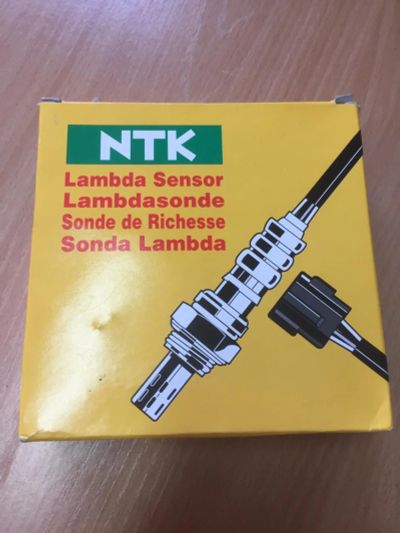 NTK
Lambda Sensor
Lambdasonde
Sonde de Richesse
Sonda Lambda